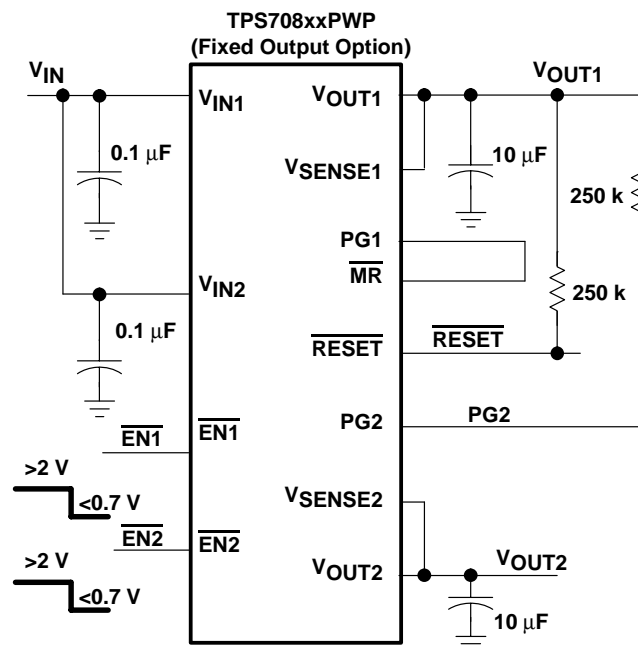 TPS708xxPWP
(Fixed Output Option)
VIN
VIN1
VOUT1
VOUT1
0.1 μF
10 μF
VSENSE1
250 k
PG1
MR
250 k
VIN2
0.1 μF
RESET
RESET
EN1
EN1
PG2
PG2
>2 V
<0.7 V
VSENSE2
EN2
EN2
VOUT2
VOUT2
>2 V
<0.7 V
10 μF